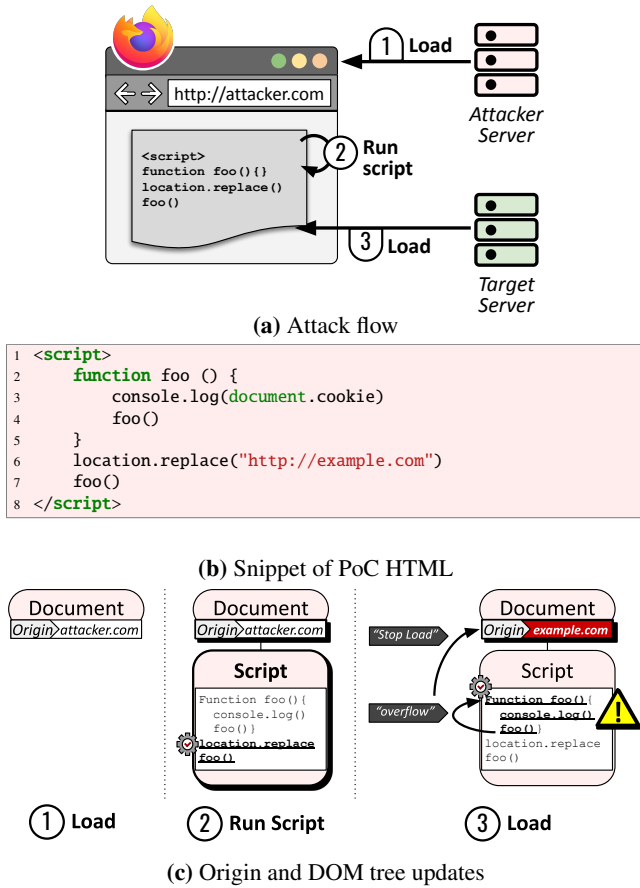 1 Load
http://attacker.com
Attacker
Server
<script>
function foo(){}
location.replace()
foo()
2 Run
script
3 Load
Target
Server
(a) Attack flow
1 <script>
2 function foo () {
3 console.log(document.cookie)
4 foo()
5 }
6 location.replace("http://example.com")
7 foo()
8 </script>
(b) Snippet of PoC HTML
Document
Origin attacker.com
1 Load
Document
Origin attacker.com
Script
Function foo(){
console.log()
foo()}
location.replace
foo()
2 Run Script
"Stop Load"
"overflow"
Document
Origin example.com
Script
Function foo(){
console.log()
foo()}
location.replace
foo()
!
3 Load
(c) Origin and DOM tree updates